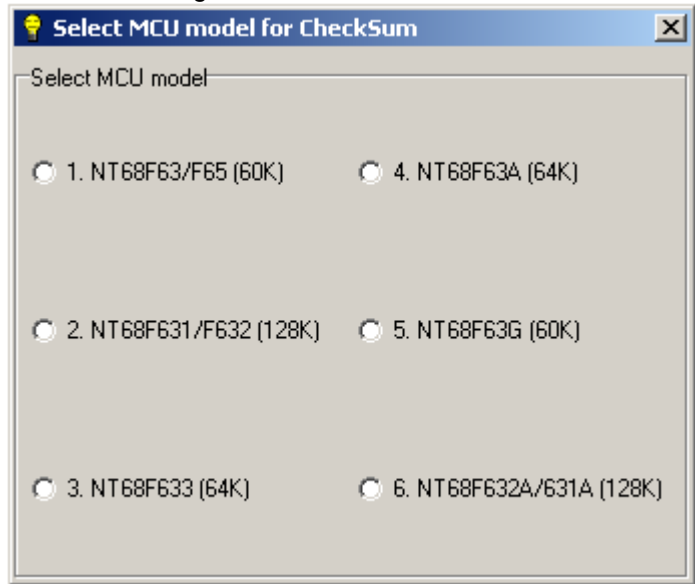 Select MCU model for CheckSum
Select MCU model
1. NT68F63/F65 (60K)
4. NT68F63A (64K)
2. NT68F631/F632 (128K)
5. NT68F63G (60K)
3. NT68F633 (64K)
6. NT68F632A/631A (128K)